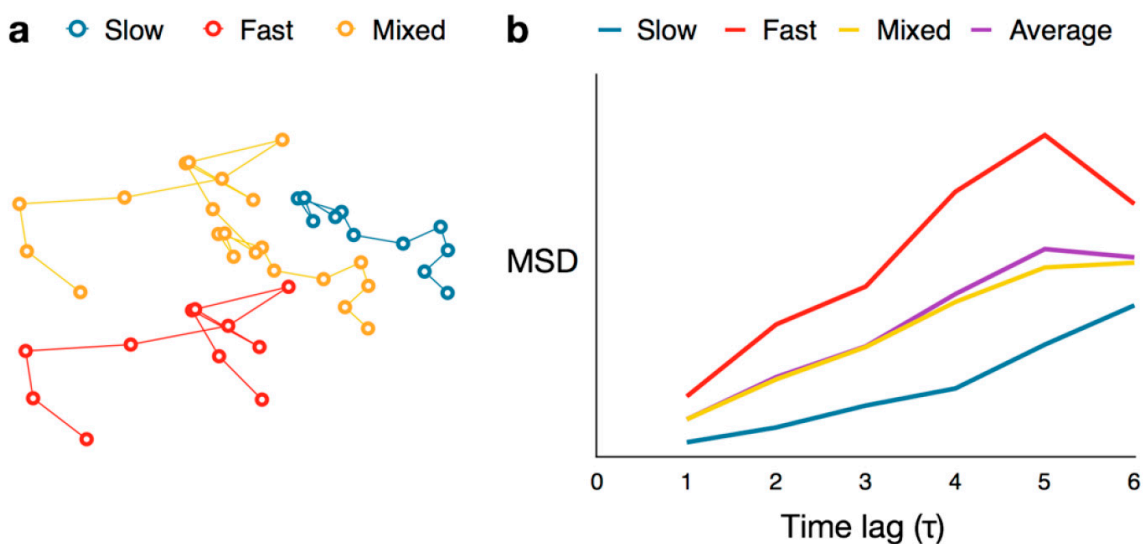 a Slow Fast Mixed
b Slow Fast Mixed Average
MSD
0 1 2 3 4 5 6
Time lag (τ)